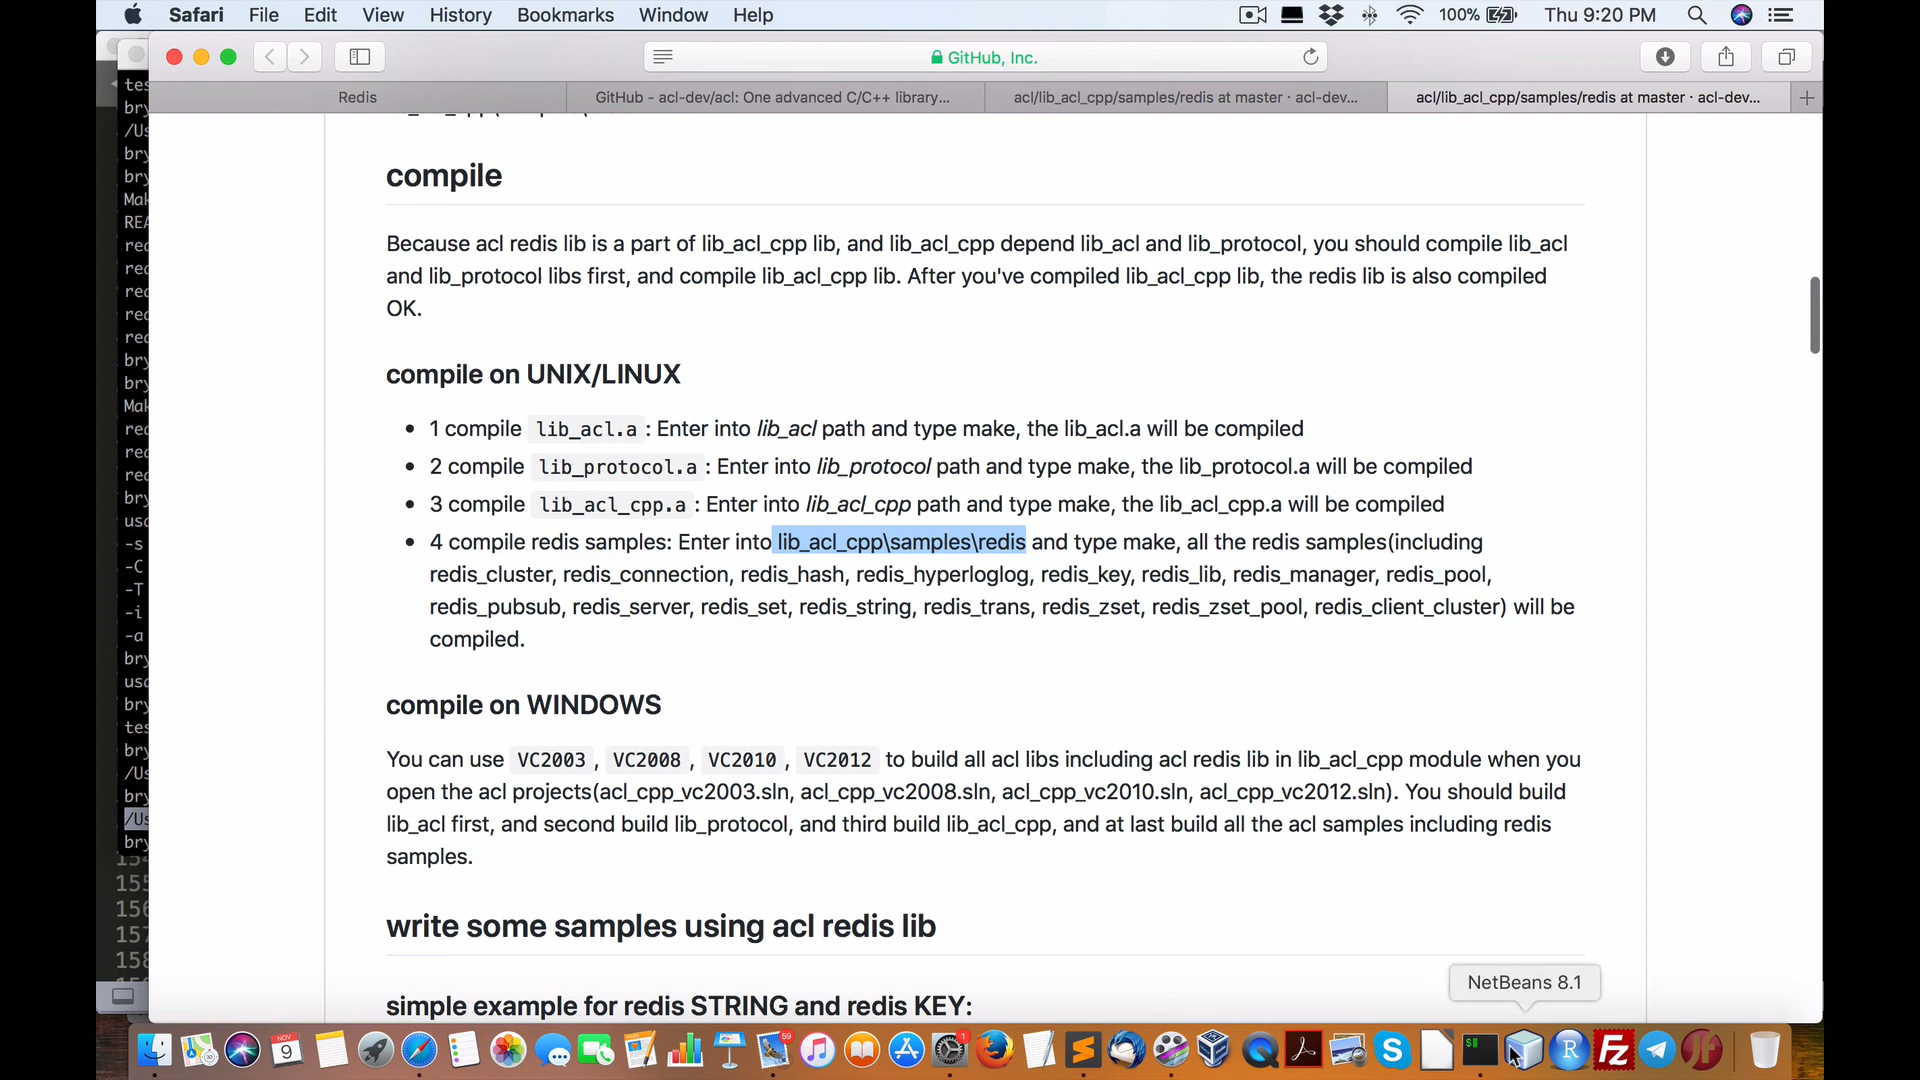 Safari File Edit View History Bookmarks Window Help 100% Thu 9:20 PM
GitHub, Inc.
Redis GitHub - acl-dev/acl: One advanced C/C++ library... acl/lib_acl_cpp/samples/redis at master · acl-dev... acl/lib_acl_cpp/samples/redis at master · acl-dev...
compile
Because acl redis lib is a part of lib_acl_cpp lib, and lib_acl_cpp depend lib_acl and lib_protocol, you should compile lib_acl
and lib_protocol libs first, and compile lib_acl_cpp lib. After you've compiled lib_acl_cpp lib, the redis lib is also compiled
OK.
compile on UNIX/LINUX
• 1 compile lib_acl.a : Enter into lib_acl path and type make, the lib_acl.a will be compiled
• 2 compile lib_protocol.a : Enter into lib_protocol path and type make, the lib_protocol.a will be compiled
• 3 compile lib_acl_cpp.a : Enter into lib_acl_cpp path and type make, the lib_acl_cpp.a will be compiled
• 4 compile redis samples: Enter into lib_acl_cpp\samples\redis and type make, all the redis samples(including
redis_cluster, redis_connection, redis_hash, redis_hyperloglog, redis_key, redis_lib, redis_manager, redis_pool,
redis_pubsub, redis_server, redis_set, redis_string, redis_trans, redis_zset, redis_zset_pool, redis_client_cluster) will be
compiled.
compile on WINDOWS
You can use VC2003 , VC2008 , VC2010 , VC2012 to build all acl libs including acl redis lib in lib_acl_cpp module when you
open the acl projects(acl_cpp_vc2003.sln, acl_cpp_vc2008.sln, acl_cpp_vc2010.sln, acl_cpp_vc2012.sln). You should build
lib_acl first, and second build lib_protocol, and third build lib_acl_cpp, and at last build all the acl samples including redis
samples.
write some samples using acl redis lib
simple example for redis STRING and redis KEY:
NetBeans 8.1
155
156
157
158
NOV
9
59
1